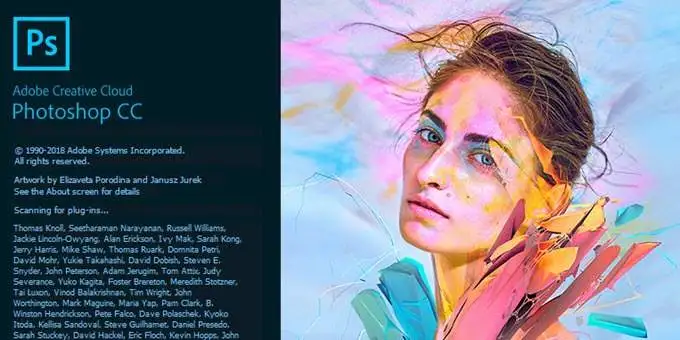 Ps
Adobe Creative Cloud
Photoshop CC
© 1990-2018 Adobe Systems Incorporated.
All rights reserved.
Artwork by Elizaveta Porodina and Janusz Jurek
See the About screen for details
Scanning for plug-ins...
Thomas Knoll, Seetharaman Narayanan, Russell Williams,
Jackie Lincoln-Owyang, Alan Erickson, Ivy Mak, Sarah Kong,
Jerry Harris, Mike Shaw, Thomas Ruark, Domnita Petri,
David Mohr, Yukie Takahashi, David Dobish, Steven E.
Snyder, John Peterson, Adam Jerugim, Tom Attix, Judy
Severance, Yuko Kagita, Foster Brereton, Meredith Stotzner,
Tai Luxon, Vinod Balakrishnan, Tim Wright, John
Worthington, Mark Maguire, Maria Yap, Pam Clark, B.
Winston Hendrickson, Pete Falco, Dave Polaschek, Kyoko
Itoda, Kellisa Sandoval, Steve Guilhamet, Daniel Presedo,
Sarah Stuckey, David Hackel, Eric Floch, Kevin Hopps, John